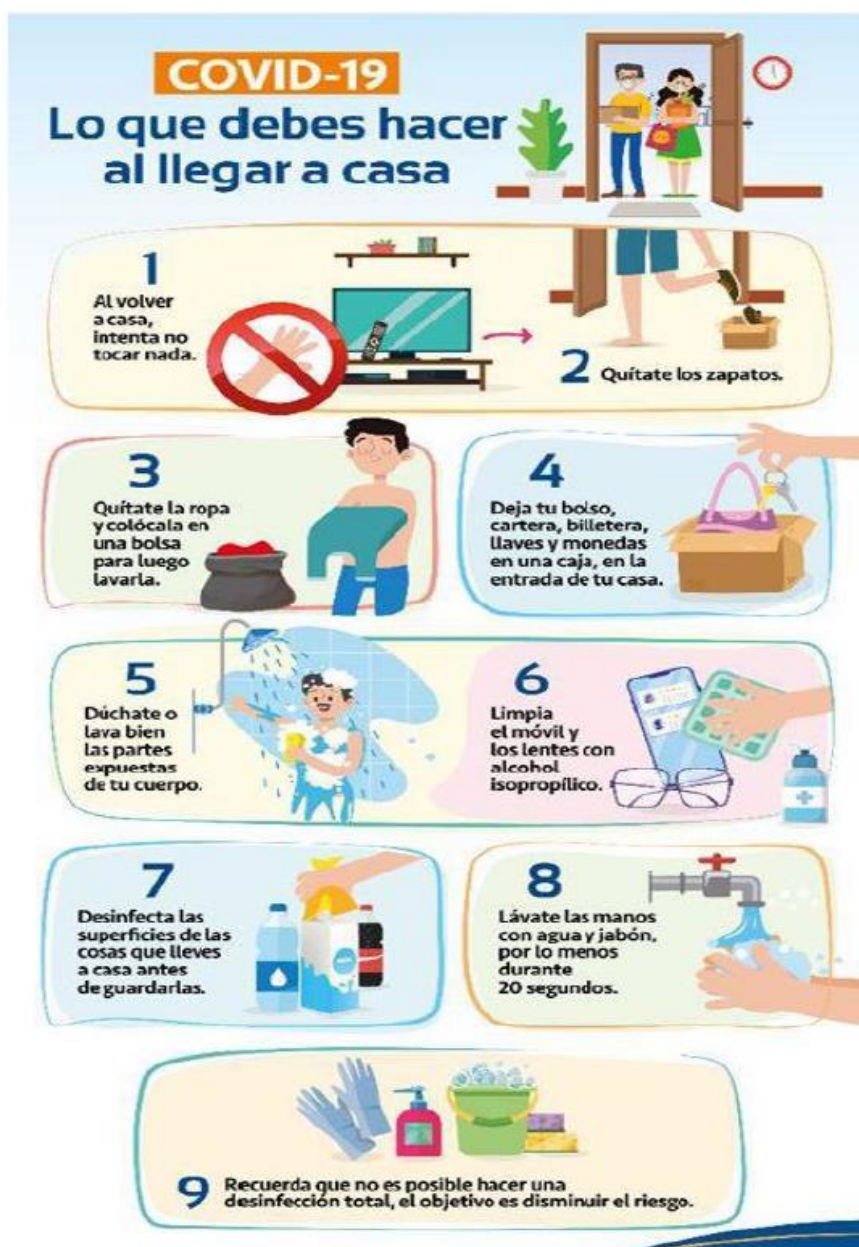 COVID-19
Lo que debes hacer
al llegar a casa
1
Al volver
a casa,
intenta no
tocar nada.
2 Quítate los zapatos.
3
Quítate la ropa
y colócala en
una bolsa
para luego
lavarla.
4
Deja tu bolso,
cartera, billetera,
llaves y monedas
en una caja, en la
entrada de tu casa.
5
Dúchate o
lava bien
las partes
expuestas
de tu cuerpo.
6
Limpia
el móvil y
los lentes con
alcohol
isopropílico.
7
Desinfecta las
superficies de las
cosas que lleves
a casa antes
de guardarlas.
8
Lávate las manos
con agua y jabón,
por lo menos
durante
20 segundos.
9 Recuerda que no es posible hacer una
desinfección total, el objetivo es disminuir el riesgo.